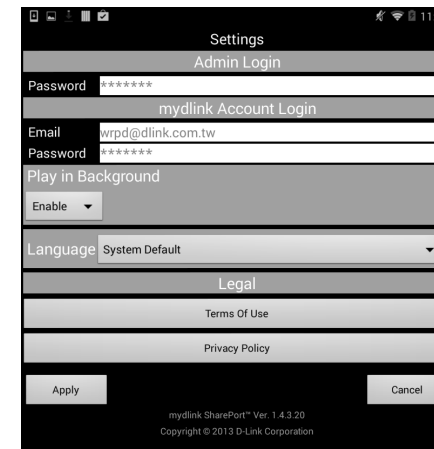 11
Settings
Admin Login
Password *******
mydlink Account Login
Email wrpd@dlink.com.tw
Password *******
Play in Background
Enable
Language System Default
Legal
Terms Of Use
Privacy Policy
Apply Cancel
mydlink SharePort™ Ver. 1.4.3.20
Copyright © 2013 D-Link Corporation